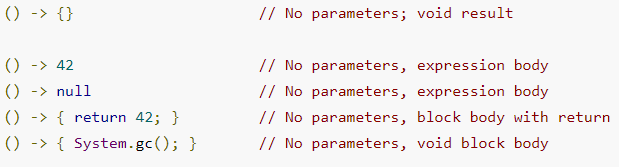 () -> {}                // No parameters; void result
() -> 42                // No parameters, expression body
() -> null              // No parameters, expression body
() -> { return 42; }    // No parameters, block body with return
() -> { System.gc(); }  // No parameters, void block body